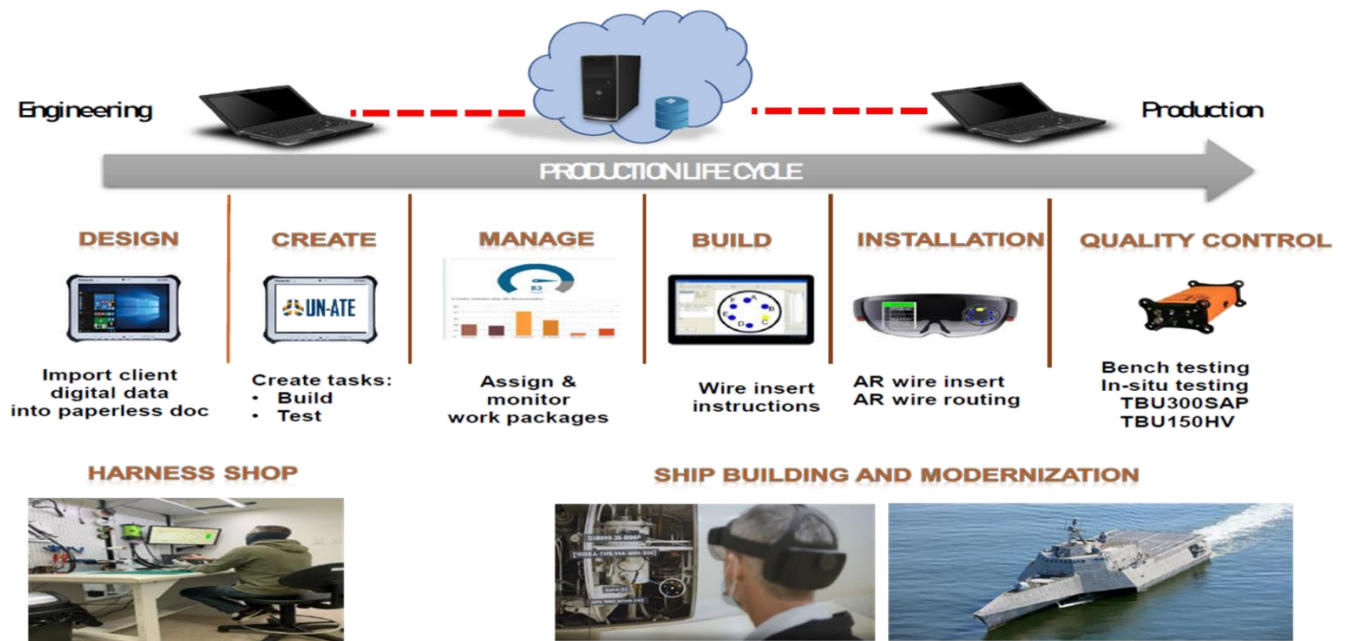 Engineering
Production
PRODUCTION LIFE CYCLE
DESIGN
CREATE
MANAGE
BUILD
INSTALLATION
QUALITY CONTROL
UN-ATE
83
A
B
C
D
E
F
Import client
digital data
into paperless doc
Create tasks:
• Build
• Test
Assign &
monitor
work packages
Wire insert
instructions
AR wire insert
AR wire routing
Bench testing
In-situ testing
TBU300SAP
TBU150HV
HARNESS SHOP
SHIP BUILDING AND MODERNIZATION